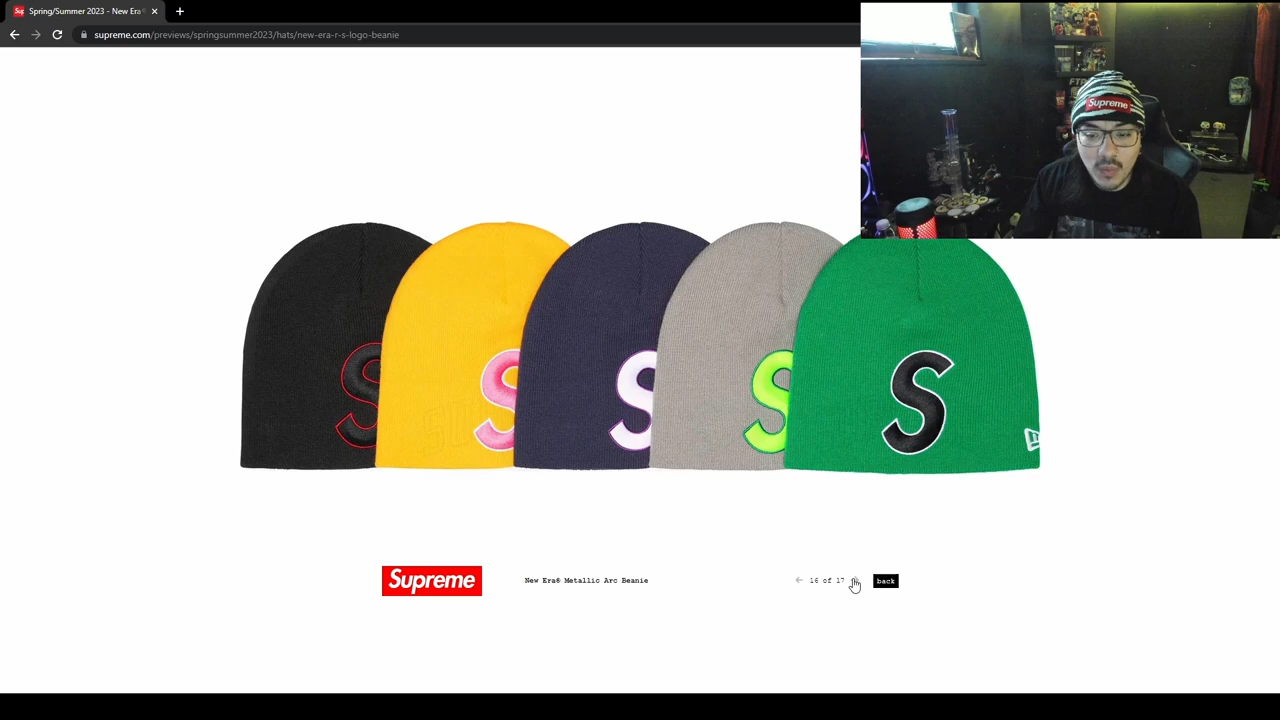 Spring/Summer 2023 - New Era®
supreme.com/previews/springsummer2023/hats/new-era-r-s-logo-beanie
FTP
Supreme
S
S
S
S
S
Supreme
New Era® Metallic Arc Beanie
16 of 17
back